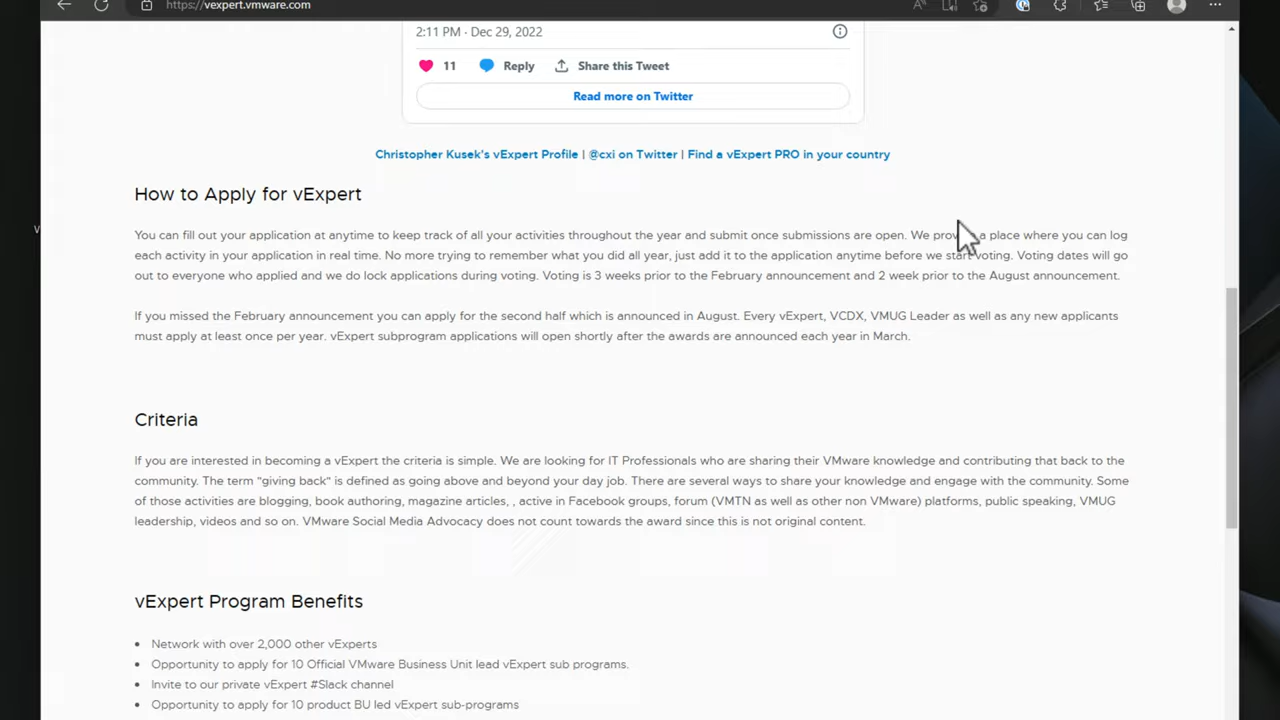 https://vexpert.vmware.com
2:11 PM · Dec 29, 2022
11 Reply Share this Tweet
Read more on Twitter
Christopher Kusek's vExpert Profile | @cxi on Twitter | Find a vExpert PRO in your country
How to Apply for vExpert
You can fill out your application at anytime to keep track of all your activities throughout the year and submit once submissions are open. We a place where you can log
each activity in your application in real time. No more trying to remember what you did all year, just add it to the application anytime before we start voting. Voting dates will go
out to everyone who applied and we do lock applications during voting. Voting is 3 weeks prior to the February announcement and 2 week prior to the August announcement.
If you missed the February announcement you can apply for the second half which is announced in August. Every vExpert, VCDX, VMUG Leader as well as any new applicants
must apply at least once per year. vExpert subprogram applications will open shortly after the awards are announced each year in March.
Criteria
If you are interested in becoming a vExpert the criteria is simple. We are looking for IT Professionals who are sharing their VMware knowledge and contributing that back to the
community. The term "giving back" is defined as going above and beyond your day job. There are several ways to share your knowledge and engage with the community. Some
of those activities are blogging, book authoring, magazine articles, , active in Facebook groups, forum (VMTN as well as other non VMware) platforms, public speaking, VMUG
leadership, videos and so on. VMware Social Media Advocacy does not count towards the award since this is not original content.
vExpert Program Benefits
• Network with over 2,000 other vExperts
• Opportunity to apply for 10 Official VMware Business Unit lead vExpert sub programs.
• Invite to our private vExpert #Slack channel
• Opportunity to apply for 10 product BU led vExpert sub-programs